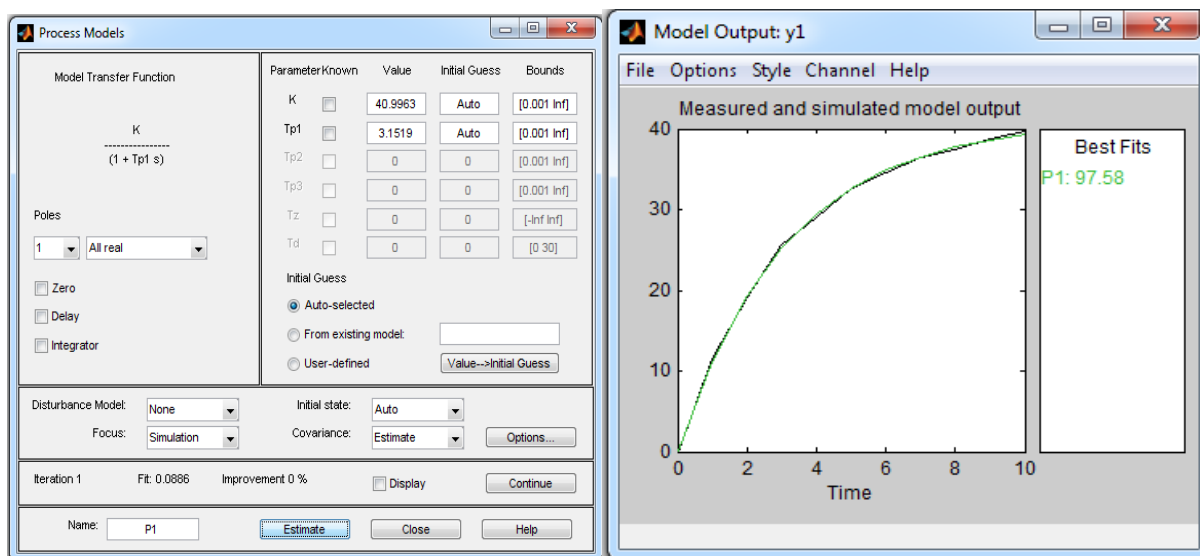 Process Models
Model Transfer Function
K
----------------
(1 + Tp1 s)
Poles
1 All real
Zero
Delay
Integrator
Parameter Known Value Initial Guess Bounds
K 40.9963 Auto [0.001 Inf]
Tp1 3.1519 Auto [0.001 Inf]
Tp2 0 0 [0.001 Inf]
Tp3 0 0 [0.001 Inf]
Tz 0 0 [-Inf Inf]
Td 0 0 [0 30]
Initial Guess
Auto-selected
From existing model:
User-defined Value-->Initial Guess
Disturbance Model: None Initial state: Auto
Focus: Simulation Covariance: Estimate Options...
Iteration 1 Fit: 0.0886 Improvement 0 % Display Continue
Name: P1 Estimate Close Help
Model Output: y1
File Options Style Channel Help
Measured and simulated model output
40
30
20
10
0
0 2 4 6 8 10
Time
Best Fits
P1: 97.58